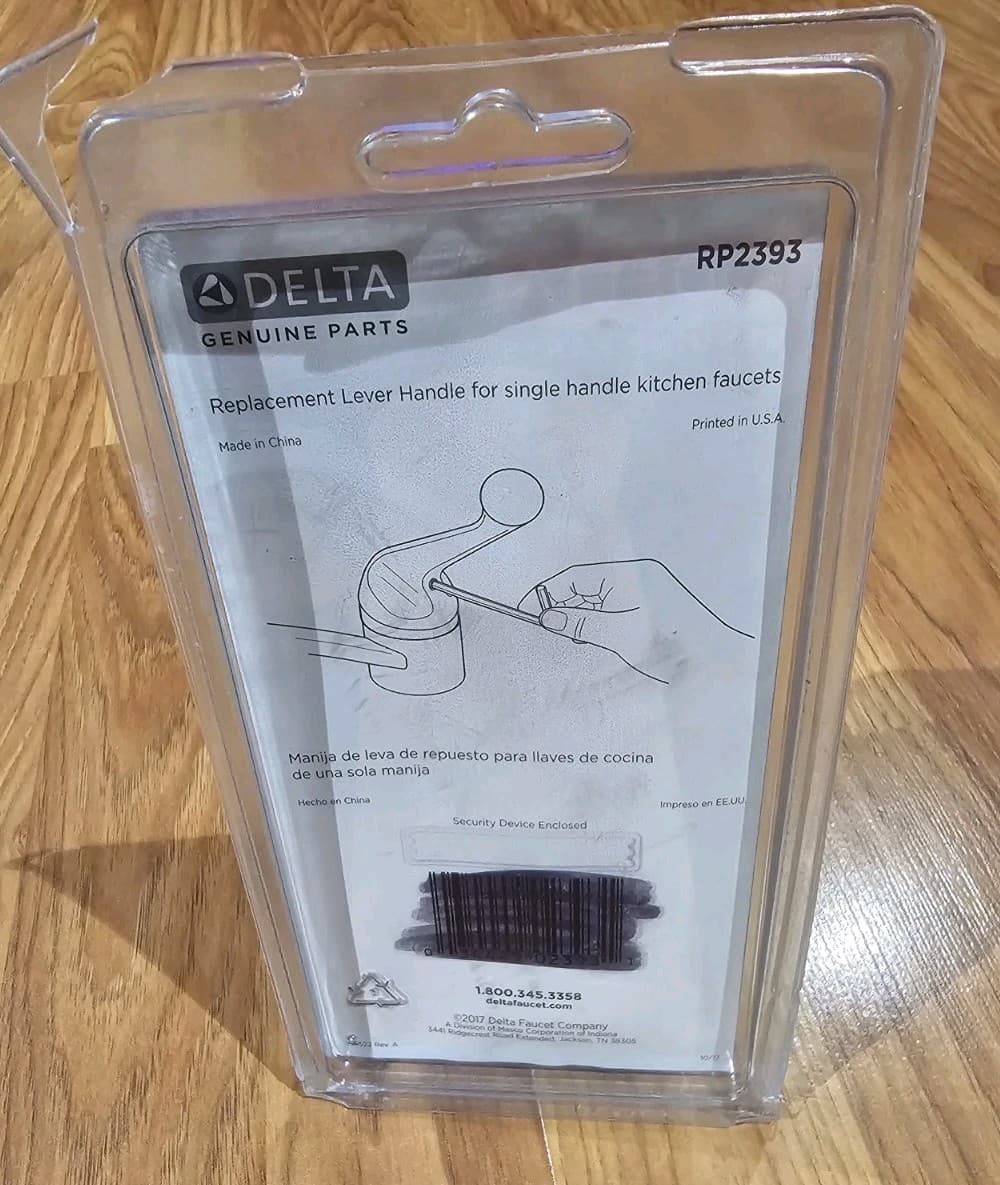 DELTA
RP2393
GENUINE PARTS
Replacement Lever Handle for single handle kitchen faucets
Made in China
Printed in U.S.A.
Manija de leva de repuesto para llaves de cocina
de una sola manija
Hecho en China
Impreso en EE.UU.
Security Device Enclosed
1.800.345.3358
deltafaucet.com
©2017 Delta Faucet Company
A Division of Masco Corporation of Indiana
3441 Ridgecrest Road Extended, Jackson, TN 38305
Rev A
10/17